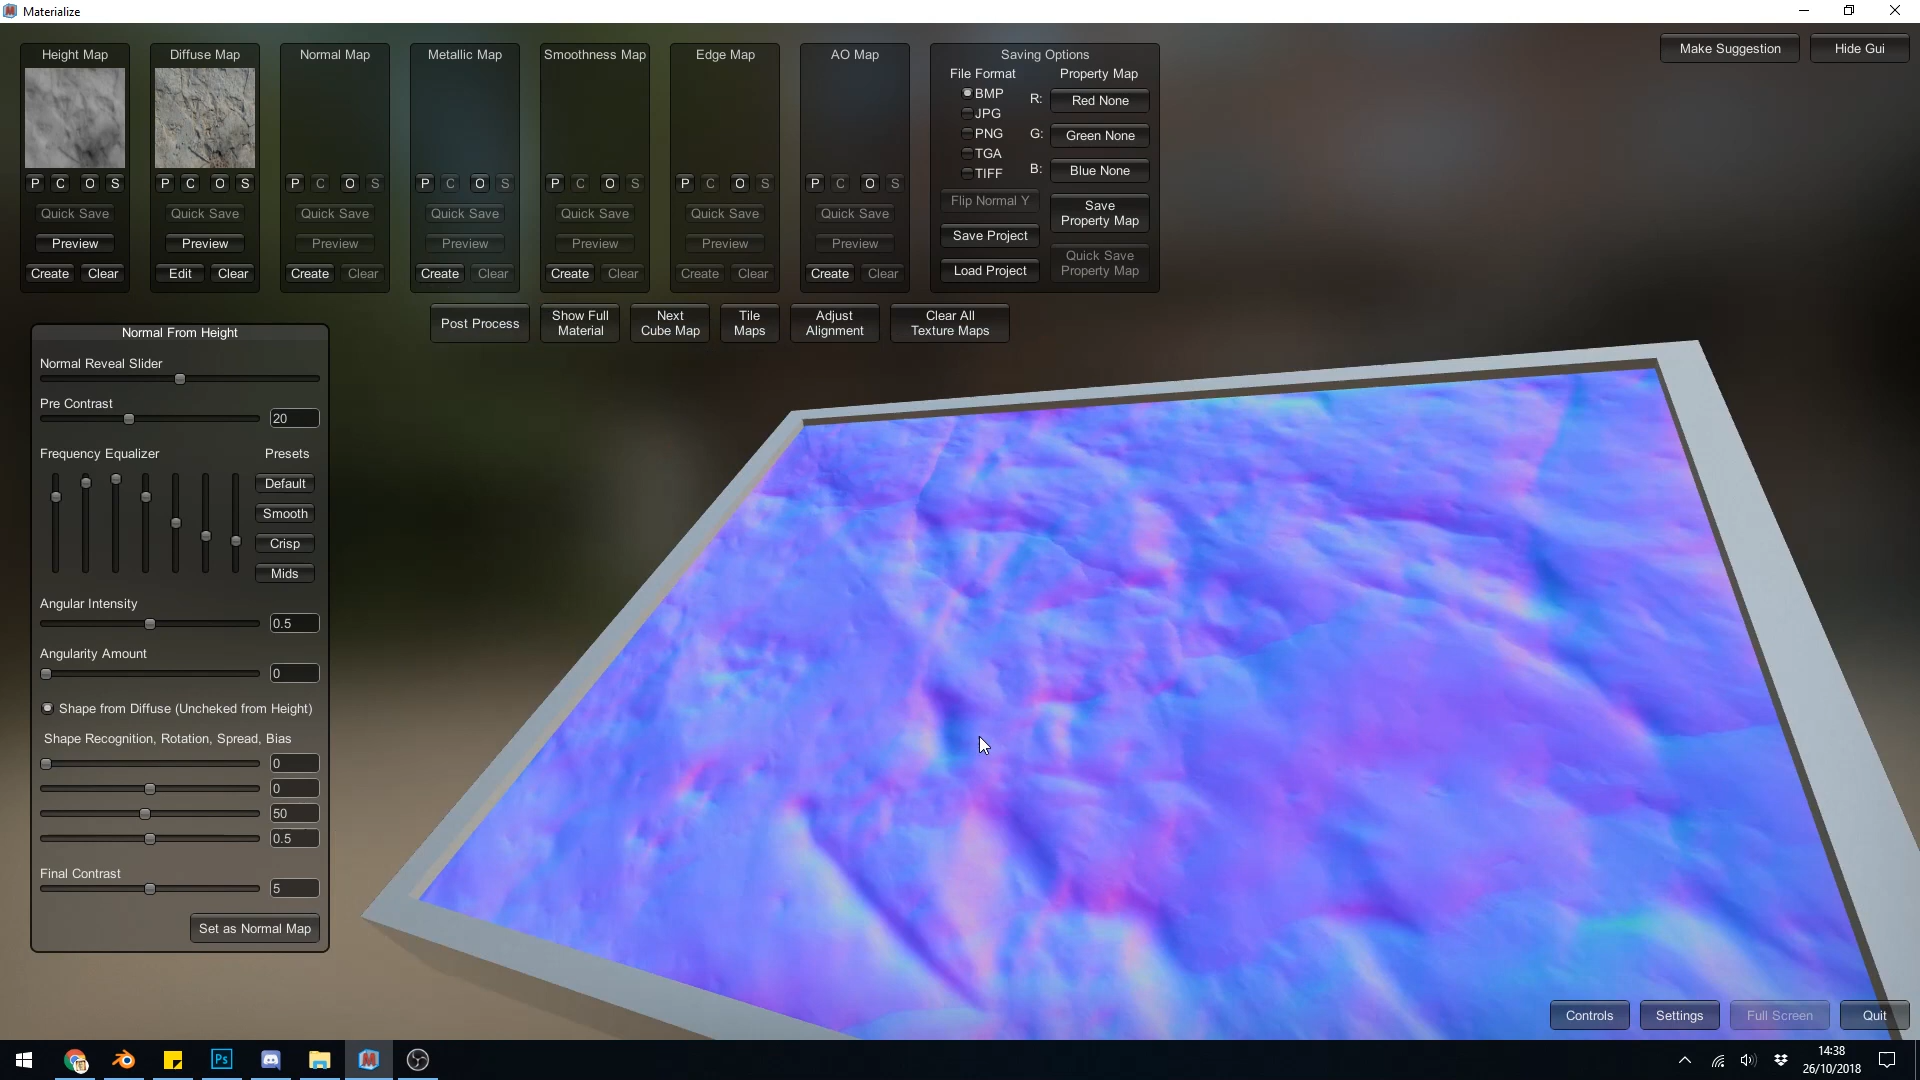 Materialize
Height Map
Diffuse Map
Normal Map
Metallic Map
Smoothness Map
Edge Map
AO Map
Saving Options
Make Suggestion
Hide Gui
File Format
Property Map
BMP
JPG
PNG
TGA
TIFF
R:
Red None
G:
Green None
B:
Blue None
P C O S
P C O S
P C O S
P C O S
P C O S
P C O S
P C O S
Quick Save
Quick Save
Quick Save
Quick Save
Quick Save
Quick Save
Quick Save
Preview
Preview
Preview
Preview
Preview
Preview
Preview
Create Clear
Edit Clear
Create Clear
Create Clear
Create Clear
Create Clear
Create Clear
Flip Normal Y
Save Project
Load Project
Save
Property Map
Quick Save
Property Map
Post Process
Show Full
Material
Next
Cube Map
Tile
Maps
Adjust
Alignment
Clear All
Texture Maps
Normal From Height
Normal Reveal Slider
Pre Contrast
20
Frequency Equalizer
Presets
Default
Smooth
Crisp
Mids
Angular Intensity
0.5
Angularity Amount
0
Shape from Diffuse (Uncheked from Height)
Shape Recognition, Rotation, Spread, Bias
0
0
50
0.5
Final Contrast
5
Set as Normal Map
Controls
Settings
Full Screen
Quit
Ps
M
14:38
26/10/2018